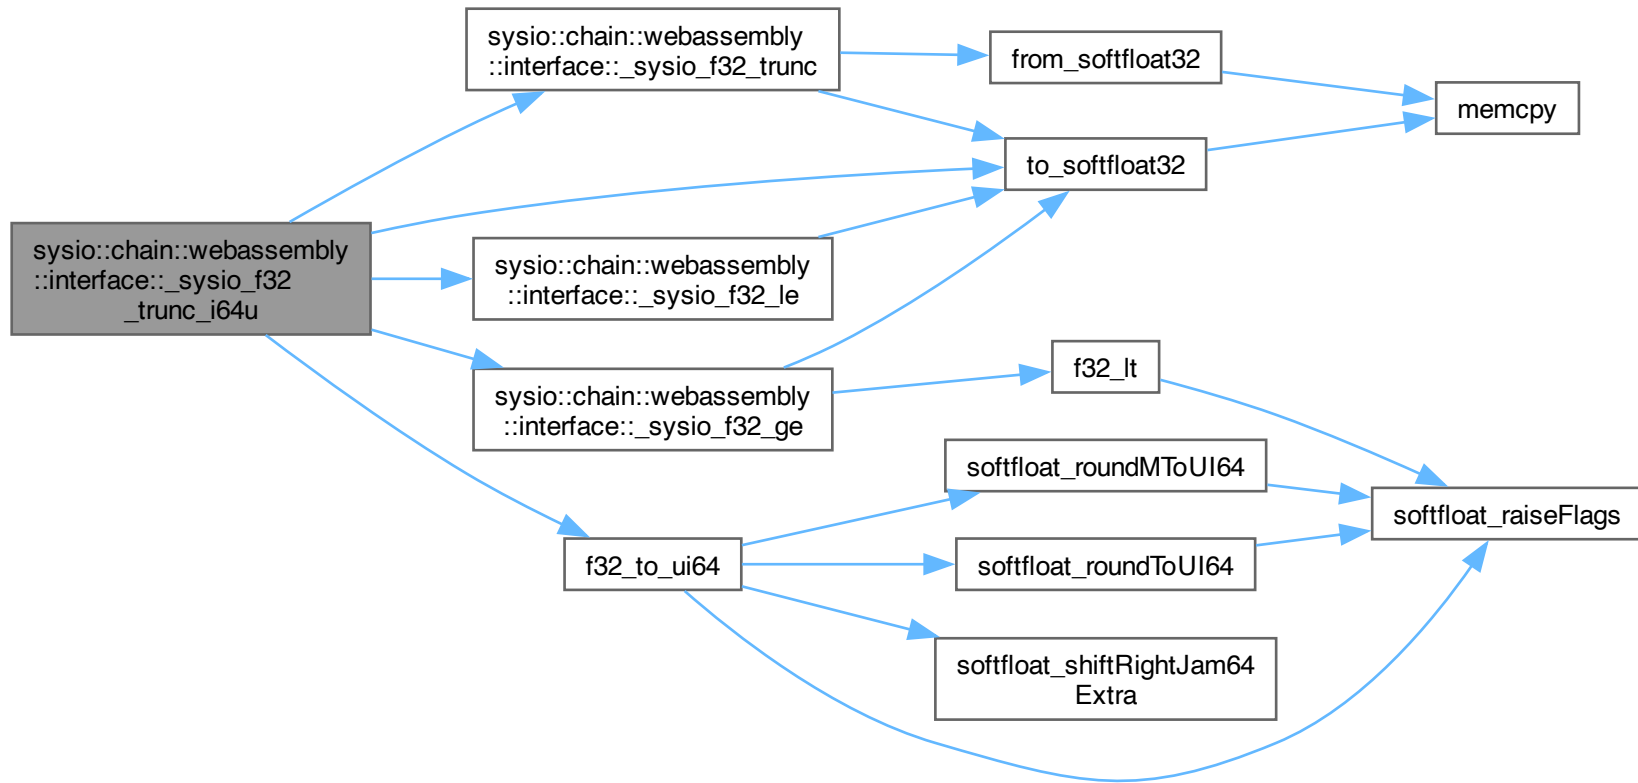 sysio::chain::webassembly
::interface::_sysio_f32
_trunc_i64u
sysio::chain::webassembly
::interface::_sysio_f32_trunc
from_softfloat32
memcpy
to_softfloat32
sysio::chain::webassembly
::interface::_sysio_f32_le
sysio::chain::webassembly
::interface::_sysio_f32_ge
f32_lt
softfloat_raiseFlags
f32_to_ui64
softfloat_roundMToUI64
softfloat_roundToUI64
softfloat_shiftRightJam64
Extra